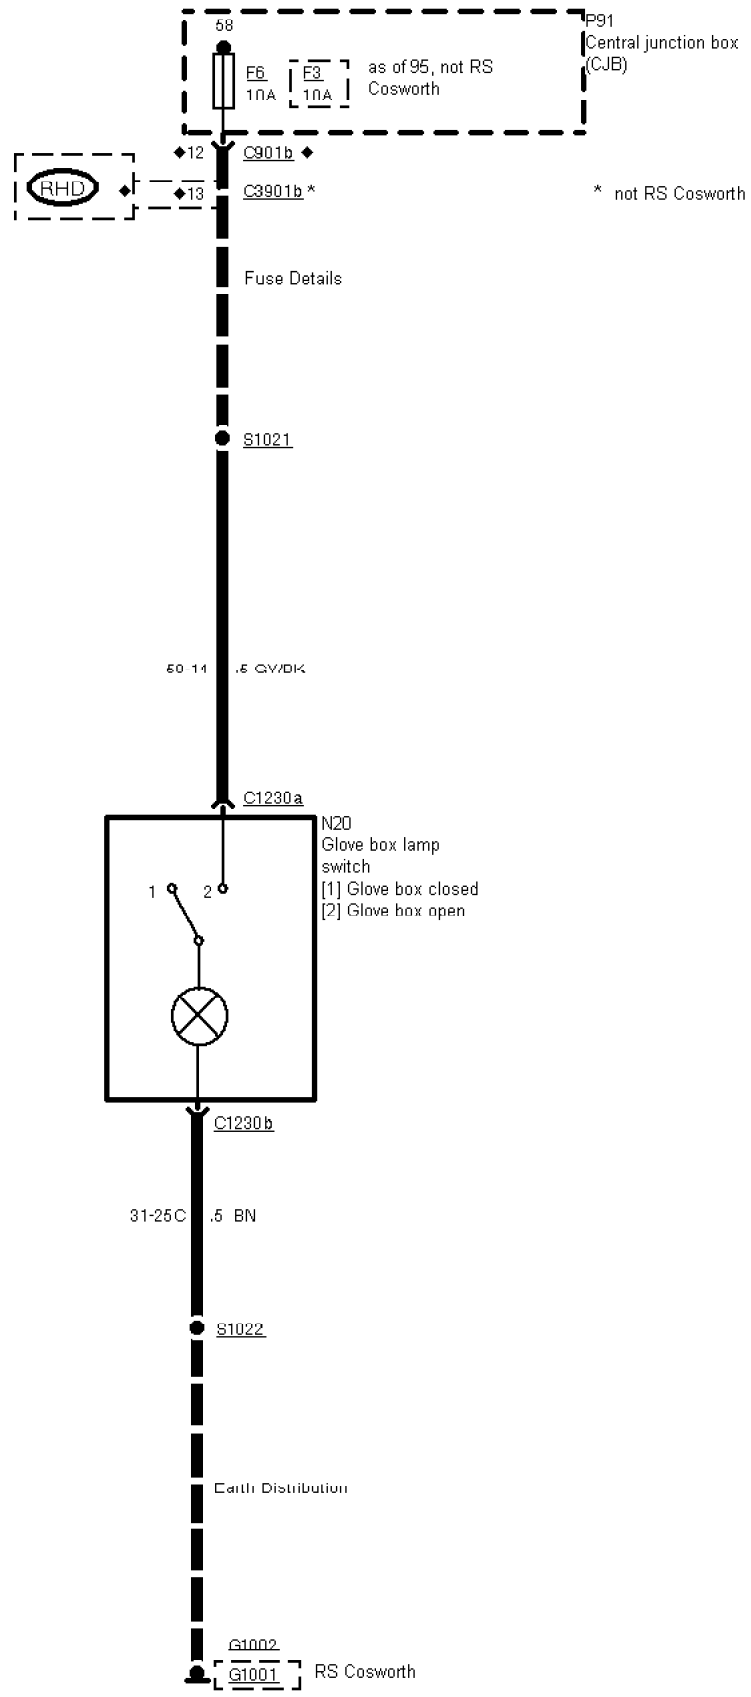 58
P91
Central junction box
(CJB)
F6
10A
F3
10A
as of 95, not RS
Cosworth
12
C901b
RHD
13
C3901b *
* not RS Cosworth
Fuse Details
S1021
.5
C1230a
N20
Glove box lamp
switch
[1] Glove box closed
[2] Glove box open
1
2
C1230b
31-25C
.5 BN
S1022
Earth Distribution
G1002
G1001
RS Cosworth